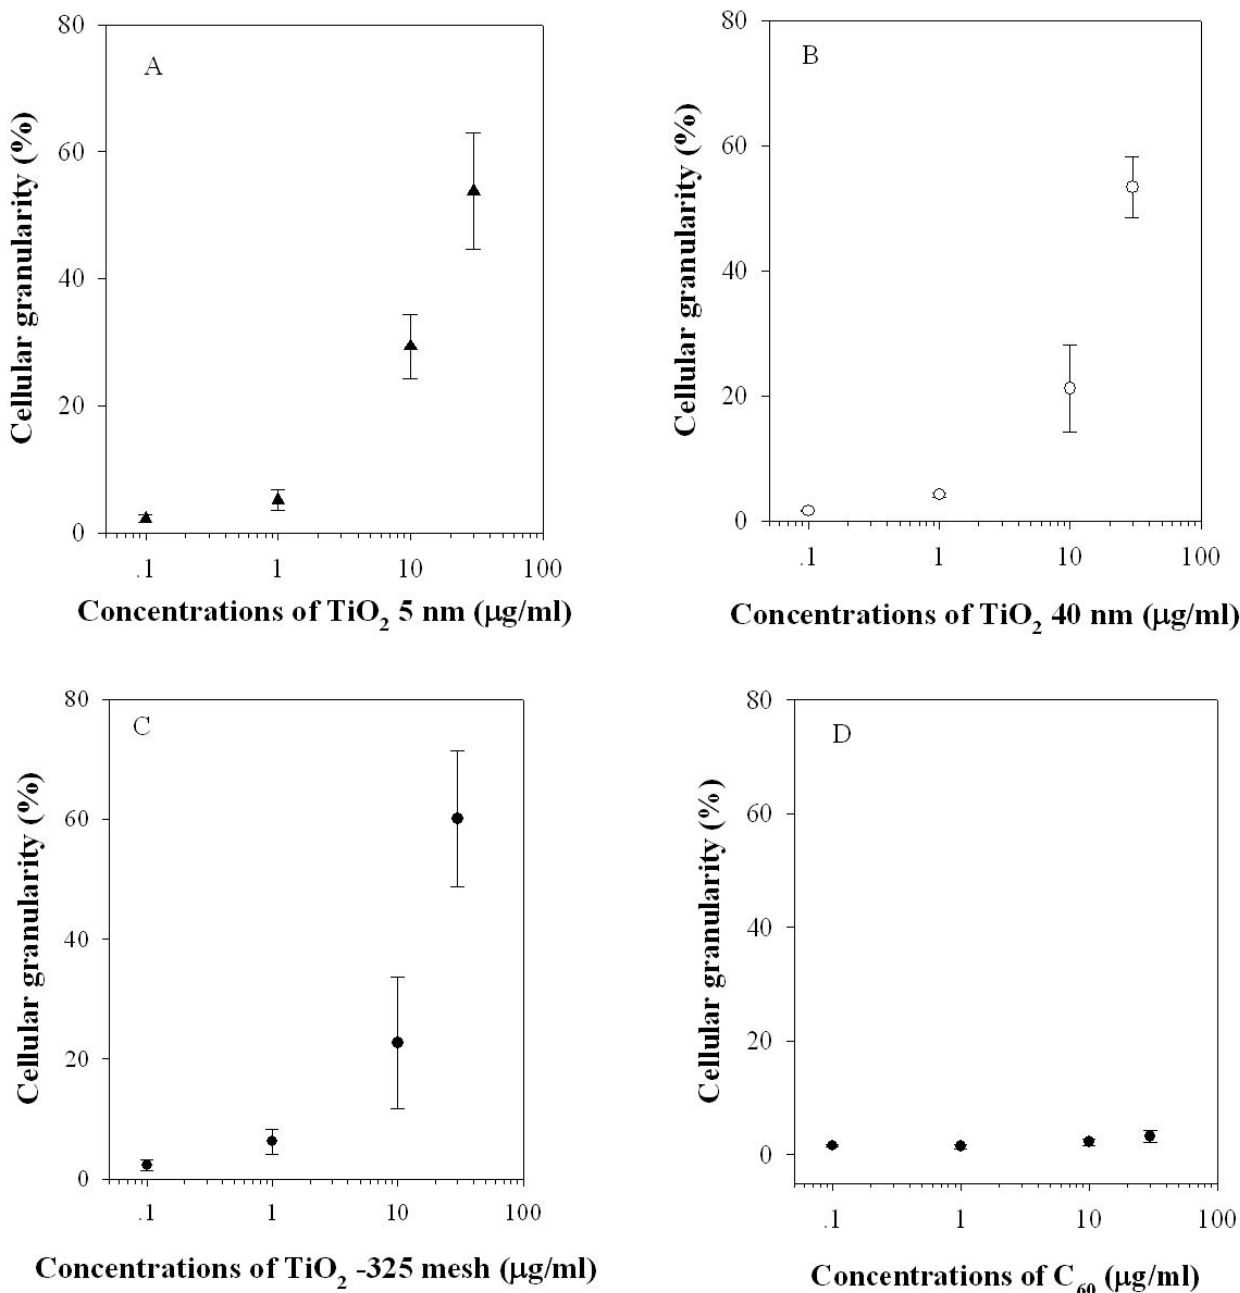 A
Cellular granularity (%)
80
60
40
20
0
.1 1 10 100
Concentrations of TiO₂ 5 nm (μg/ml)
B
Cellular granularity (%)
80
60
40
20
0
.1 1 10 100
Concentrations of TiO₂ 40 nm (μg/ml)
C
Cellular granularity (%)
80
60
40
20
0
.1 1 10 100
Concentrations of TiO₂ -325 mesh (μg/ml)
D
Cellular granularity (%)
80
60
40
20
0
.1 1 10 100
Concentrations of C₆₀ (μg/ml)